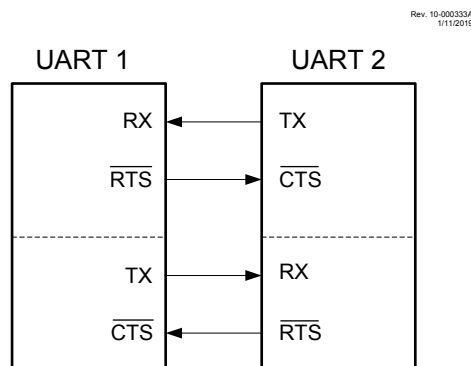 Rev. 10-000333A
1/11/2019
UART 1 UART 2
RX TX
RTS CTS
TX RX
CTS RTS